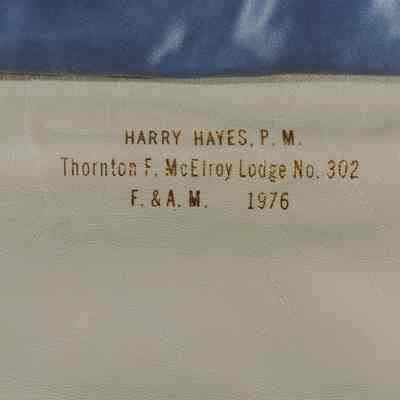 HARRY HAYES, P. M.
Thornton F. McElroy Lodge No. 302
F. & A. M. 1976